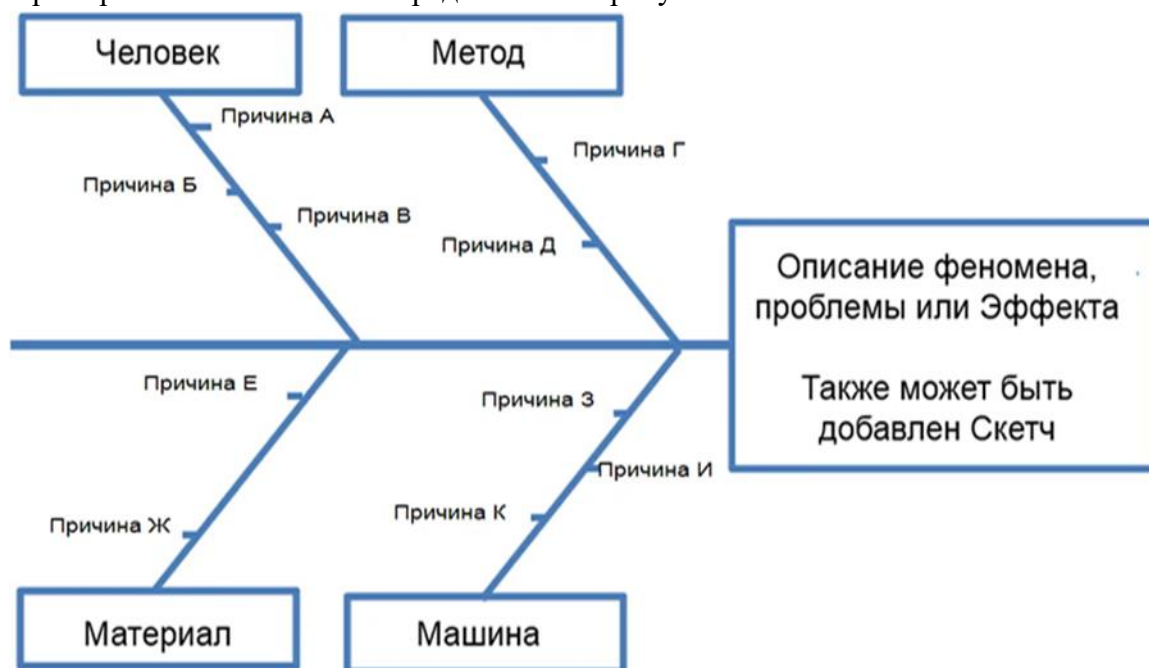 Человек
Метод
Причина А
Причина Б
Причина В
Причина Г
Причина Д
Описание феномена,
проблемы или Эффекта
Также может быть
добавлен Скетч
Причина Е
Причина Ж
Причина З
Причина И
Причина К
Материал
Машина